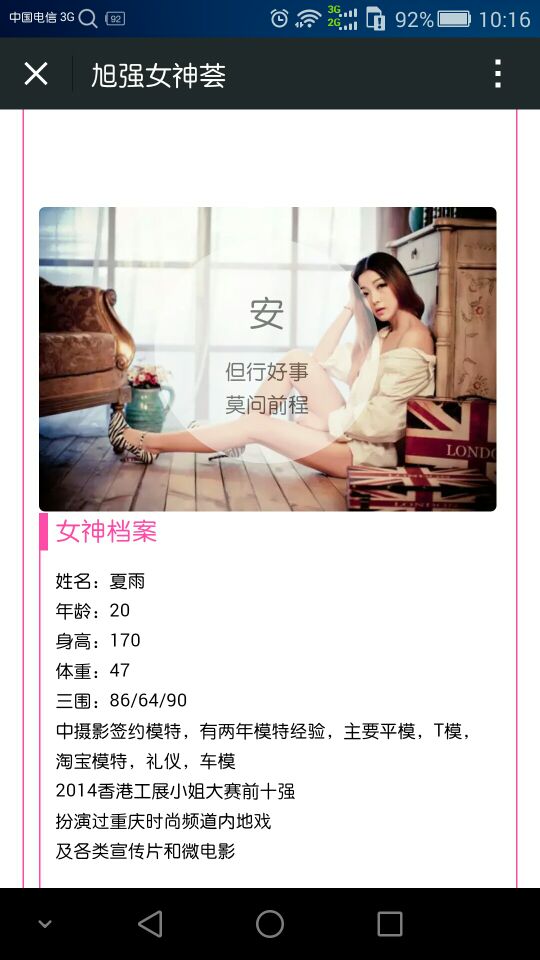 中国电信 3G 92 3G 2G 92% 10:16
旭强女神荟
安
但行好事
莫问前程
LONDON
女神档案
姓名：夏雨
年龄：20
身高：170
体重：47
三围：86/64/90
中摄影签约模特，有两年模特经验，主要平模，T模，
淘宝模特，礼仪，车模
2014香港工展小姐大赛前十强
扮演过重庆时尚频道内地戏
及各类宣传片和微电影